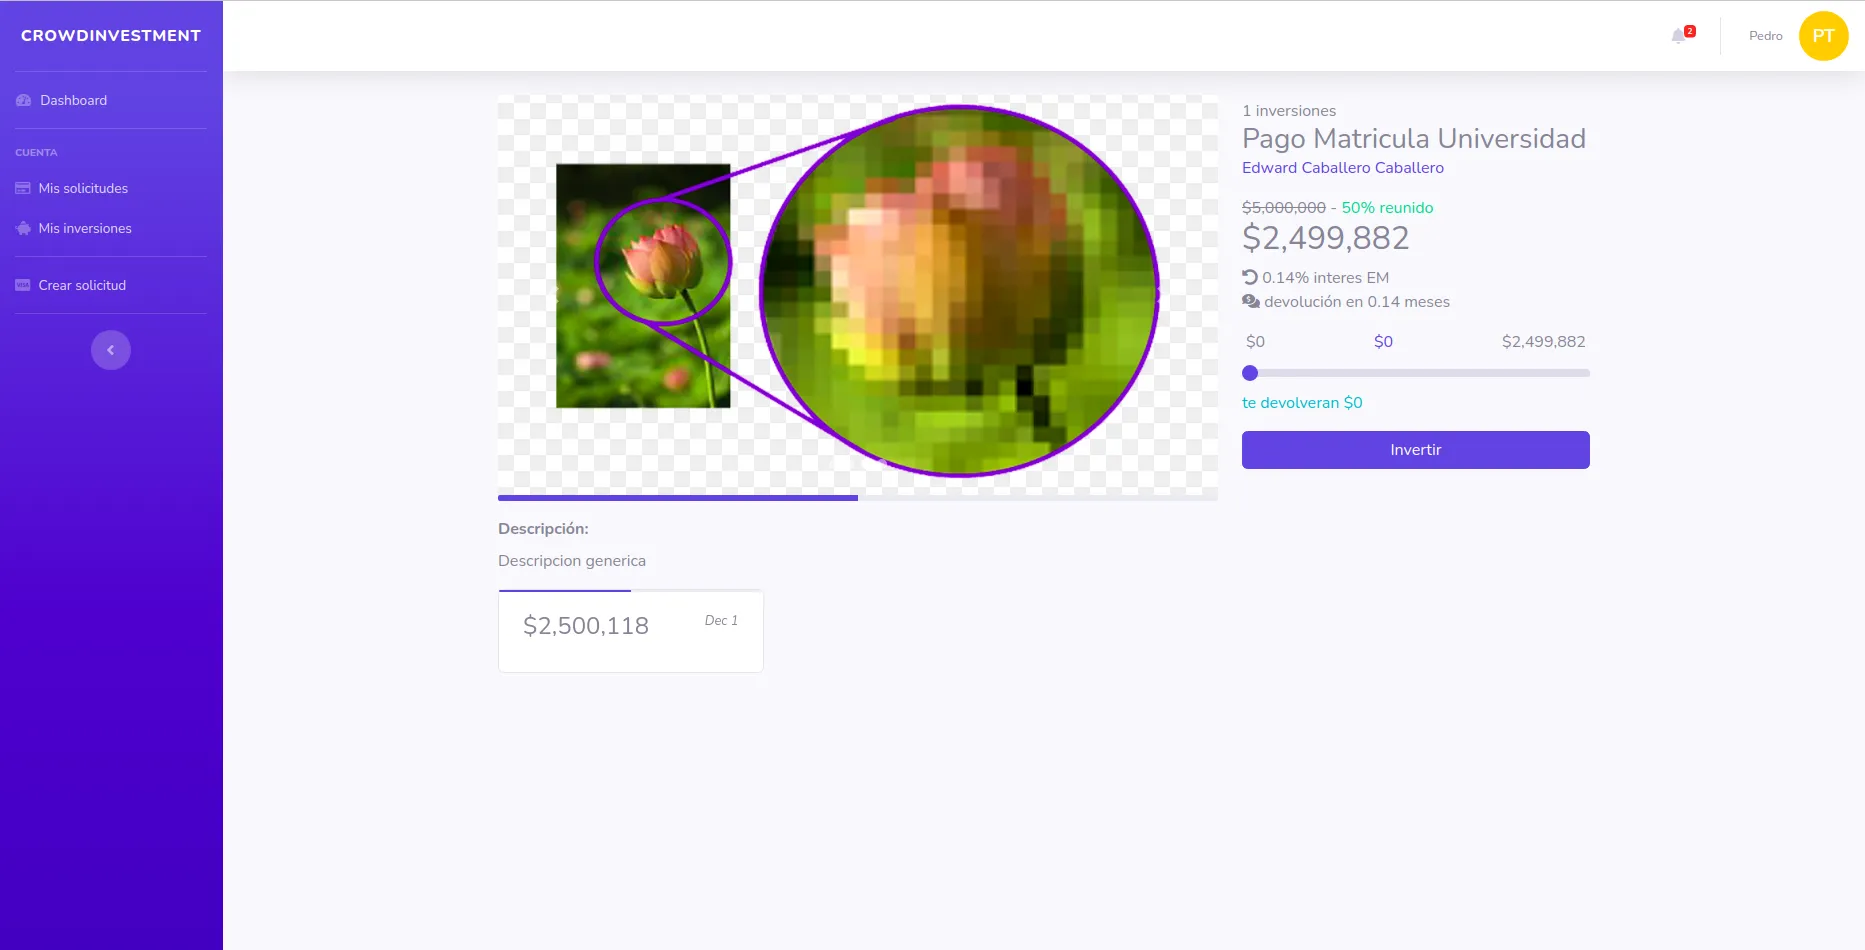 CROWDINVESTMENT
Dashboard
CUENTA
Mis solicitudes
Mis inversiones
Crear solicitud
2
Pedro
PT
1 inversiones
Pago Matricula Universidad
Edward Caballero Caballero
$5,000,000 - 50% reunido
$2,499,882
0.14% interes EM
devolución en 0.14 meses
$0 $0 $2,499,882
te devolveran $0
Invertir
Descripción:
Descripcion generica
$2,500,118 Dec 1